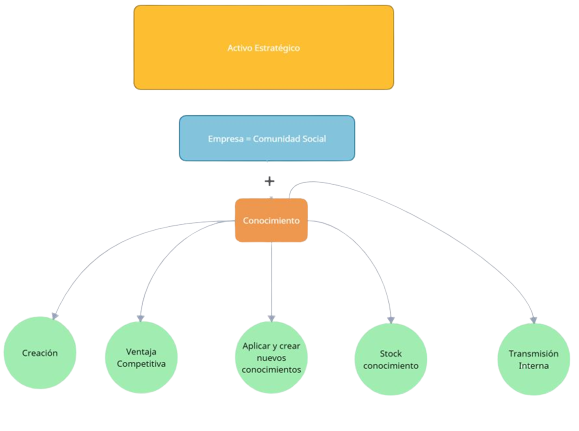 Activo Estratégico
Empresa = Comunidad Social
+
Conocimiento
Creación
Ventaja
Competitiva
Aplicar y crear
nuevos
conocimientos
Stock
conocimiento
Transmisión
Interna